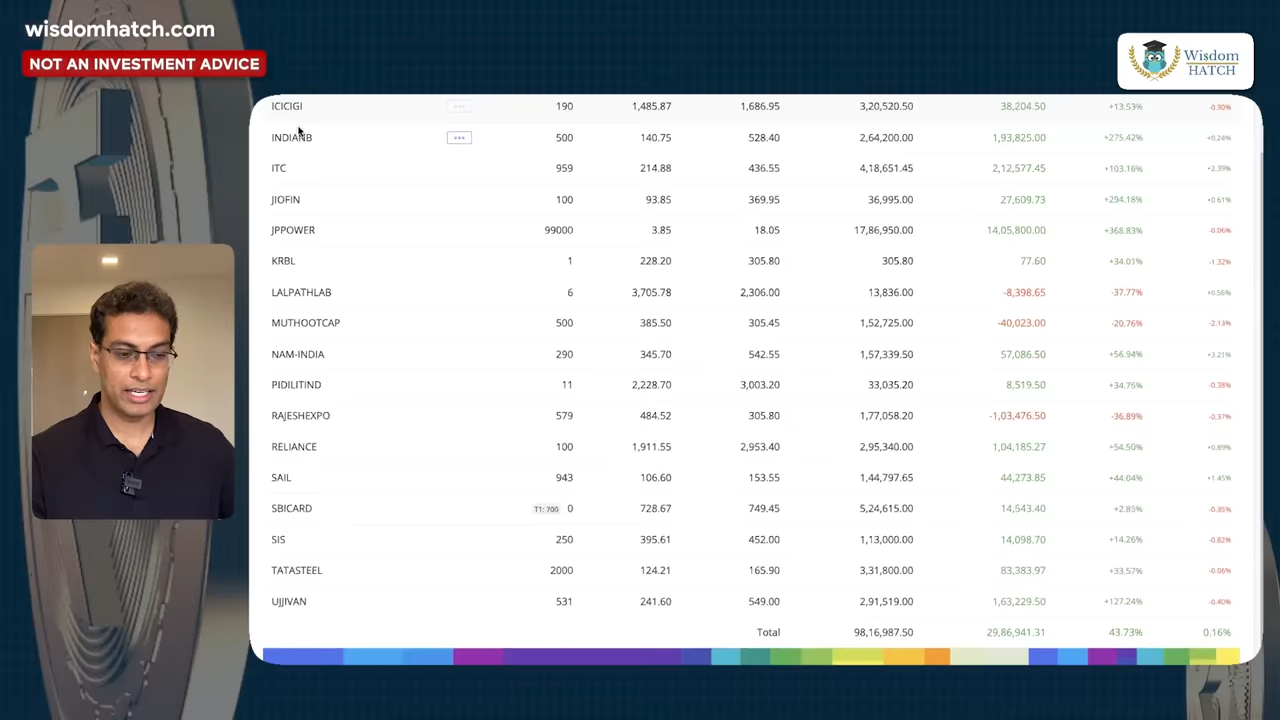 wisdomhatch.com
NOT AN INVESTMENT ADVICE
Wisdom
HATCH
ICICIGI 190 1,485.87 1,686.95 3,20,520.50 38,204.50 +13.53% -0.90%
INDIANB 500 140.75 528.40 2,64,200.00 1,93,825.00 +275.42% +0.24%
ITC 959 214.88 436.55 4,18,651.45 2,12,577.45 +103.16% +2.39%
JIOFIN 100 93.85 369.95 36,995.00 27,609.73 +294.18% +0.61%
JPPOWER 99000 3.85 18.05 17,86,950.00 14,05,800.00 +368.83% -0.06%
KRBL 1 228.20 305.80 305.80 77.60 +34.01% -1.32%
LALPATHLAB 6 3,705.78 2,306.00 13,836.00 -8,398.65 -37.77% +0.56%
MUTHOOTCAP 500 385.50 305.45 1,52,725.00 -40,023.00 -20.76% -2.13%
NAM-INDIA 290 345.70 542.55 1,57,339.50 57,086.50 +56.94% +3.21%
PIDILITIND 11 2,228.70 3,003.20 33,035.20 8,519.50 +34.75% -0.38%
RAJESHEXPO 579 484.52 305.80 1,77,058.20 -1,03,476.50 -36.89% -0.37%
RELIANCE 100 1,911.55 2,953.40 2,95,340.00 1,04,185.27 +54.50% +0.89%
SAIL 943 106.60 153.55 1,44,797.65 44,273.85 +44.04% +1.45%
SBICARD T1: 700 0 728.67 749.45 5,24,615.00 14,543.40 +2.85% -0.35%
SIS 250 395.61 452.00 1,13,000.00 14,098.70 +14.26% -0.82%
TATASTEEL 2000 124.21 165.90 3,31,800.00 83,383.97 +33.57% -0.06%
UJJIVAN 531 241.60 549.00 2,91,519.00 1,63,229.50 +127.24% -0.40%
Total 98,16,987.50 29,86,941.31 43.73% 0.16%